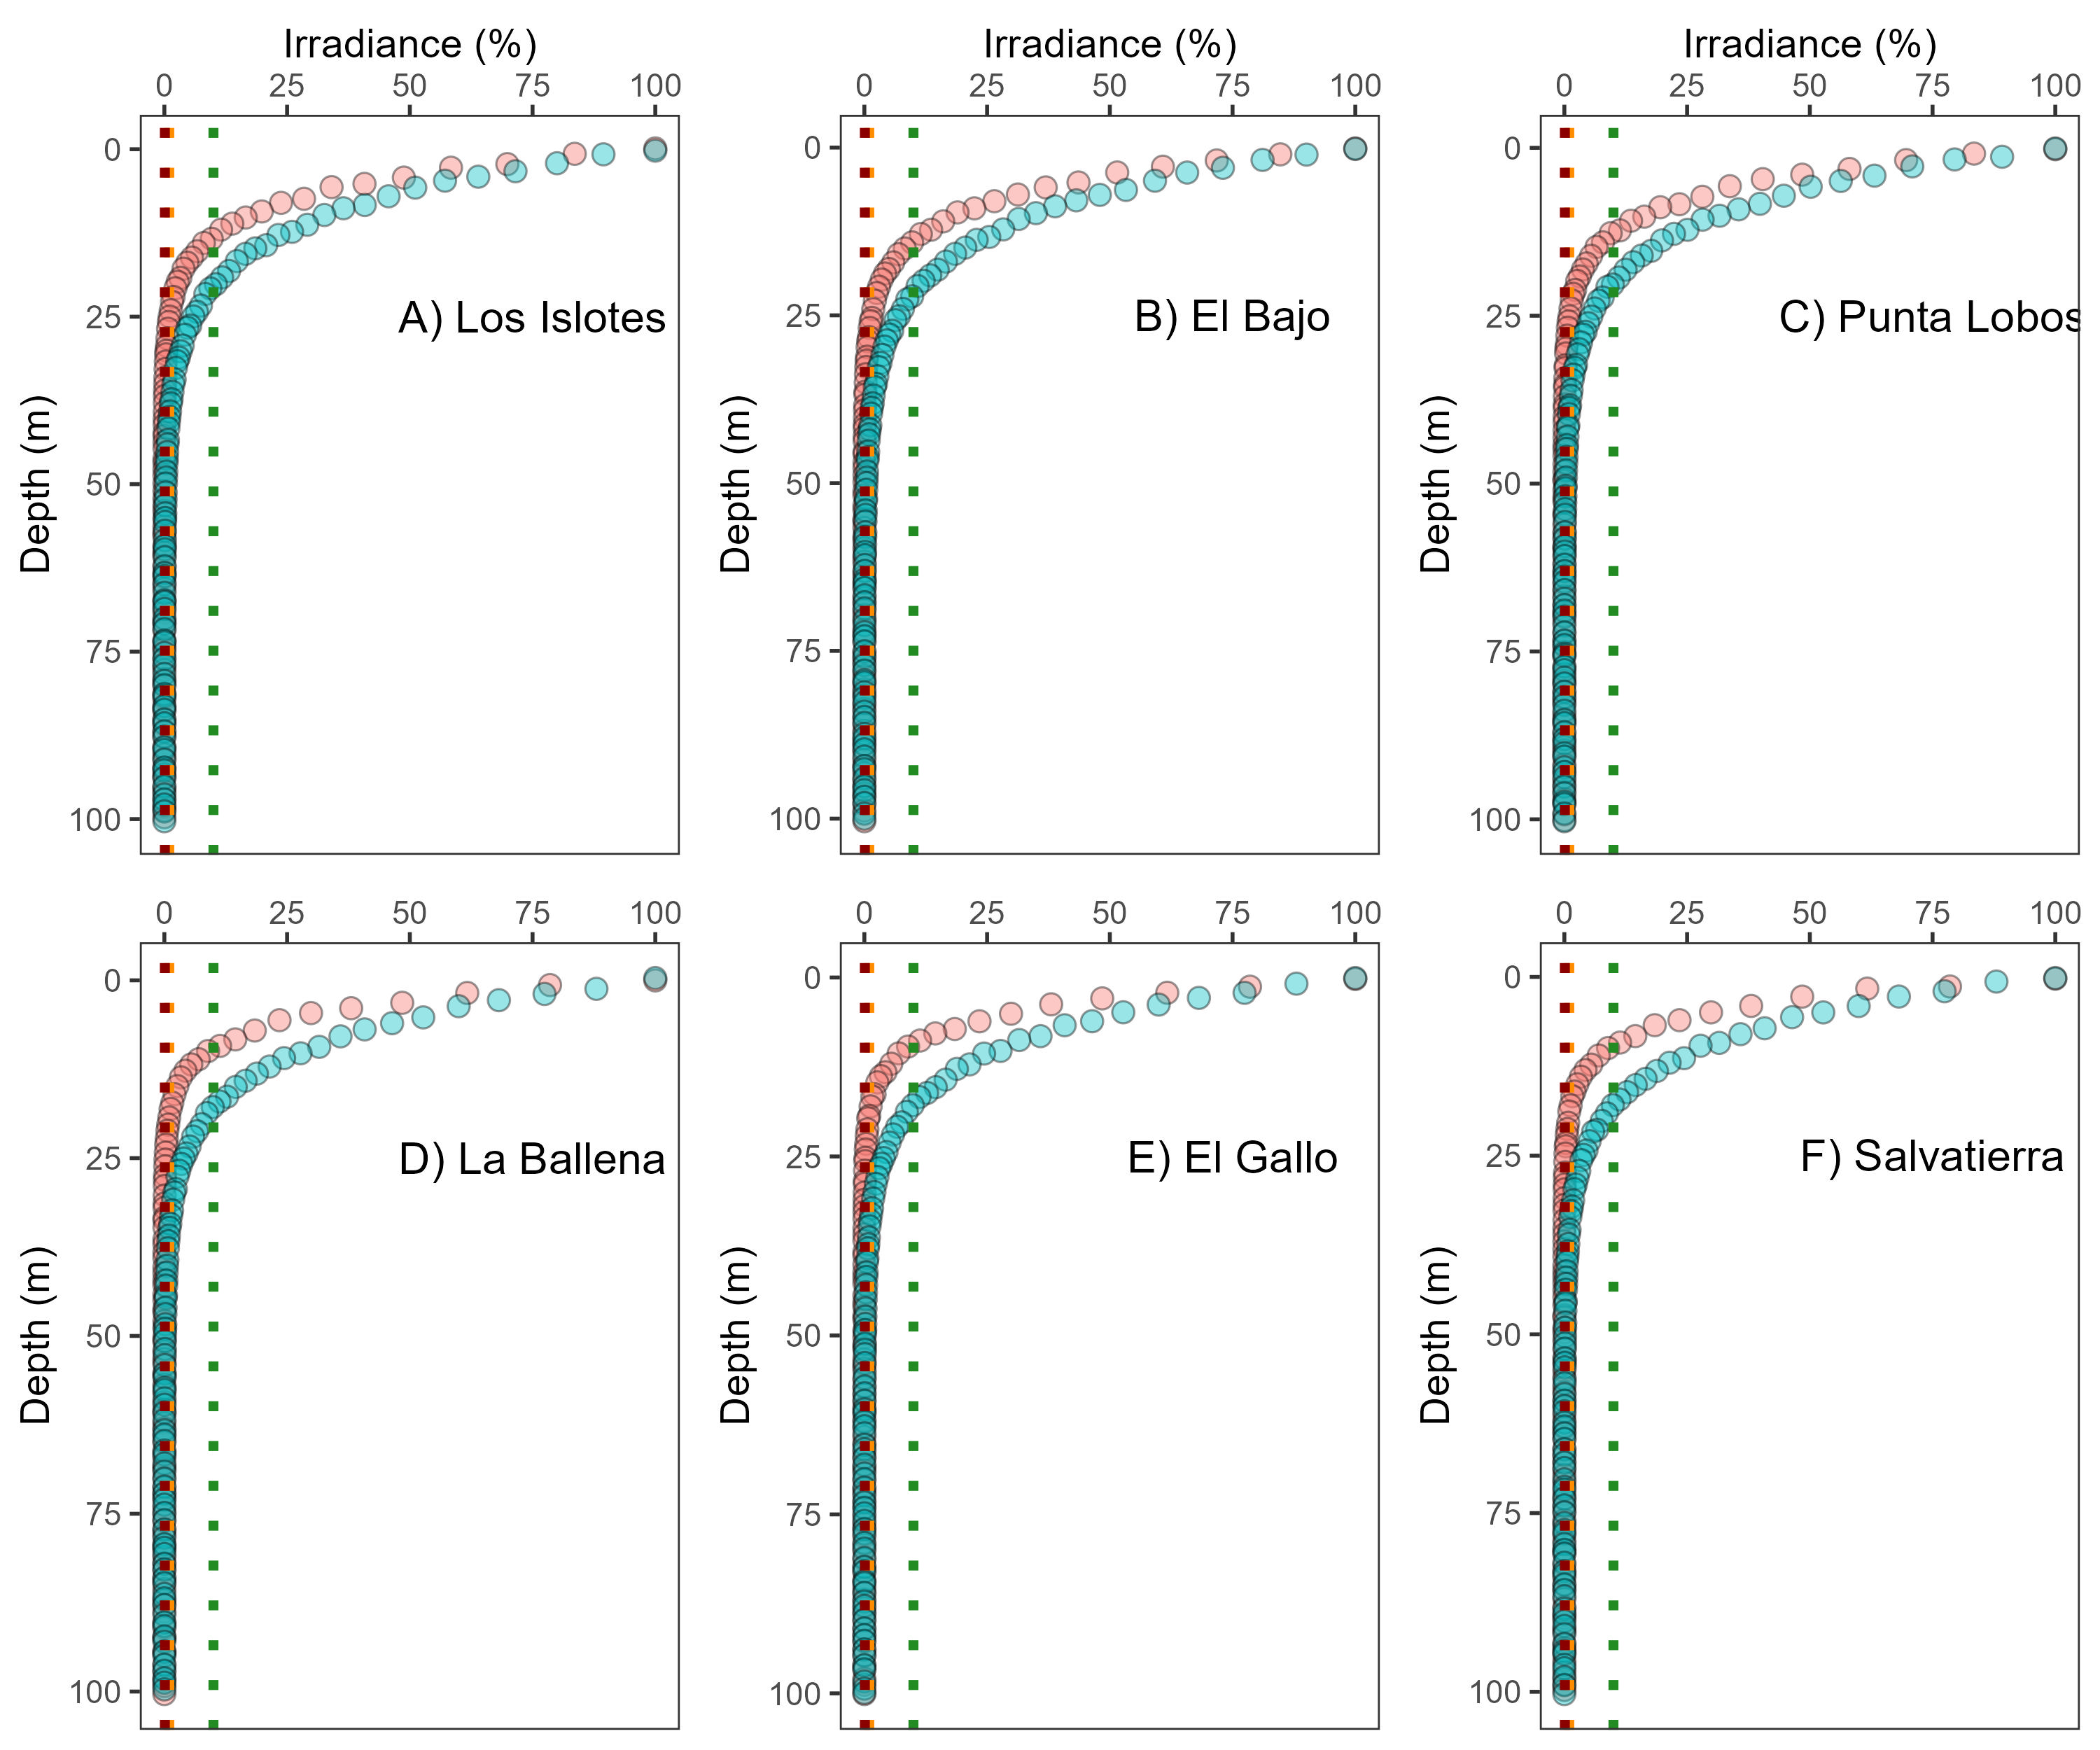 Irradiance (%) Irradiance (%) Irradiance (%)
0 25 50 75 100 0 25 50 75 100 0 25 50 75 100
0 0 0
25 A) Los Islotes 25 B) El Bajo 25 C) Punta Lobos
Depth (m) Depth (m) Depth (m)
50 50 50
75 75 75
100 100 100
0 25 50 75 100 0 25 50 75 100 0 25 50 75 100
0 0 0
25 D) La Ballena 25 E) El Gallo 25 F) Salvatierra
Depth (m) Depth (m) Depth (m)
50 50 50
75 75 75
100 100 100